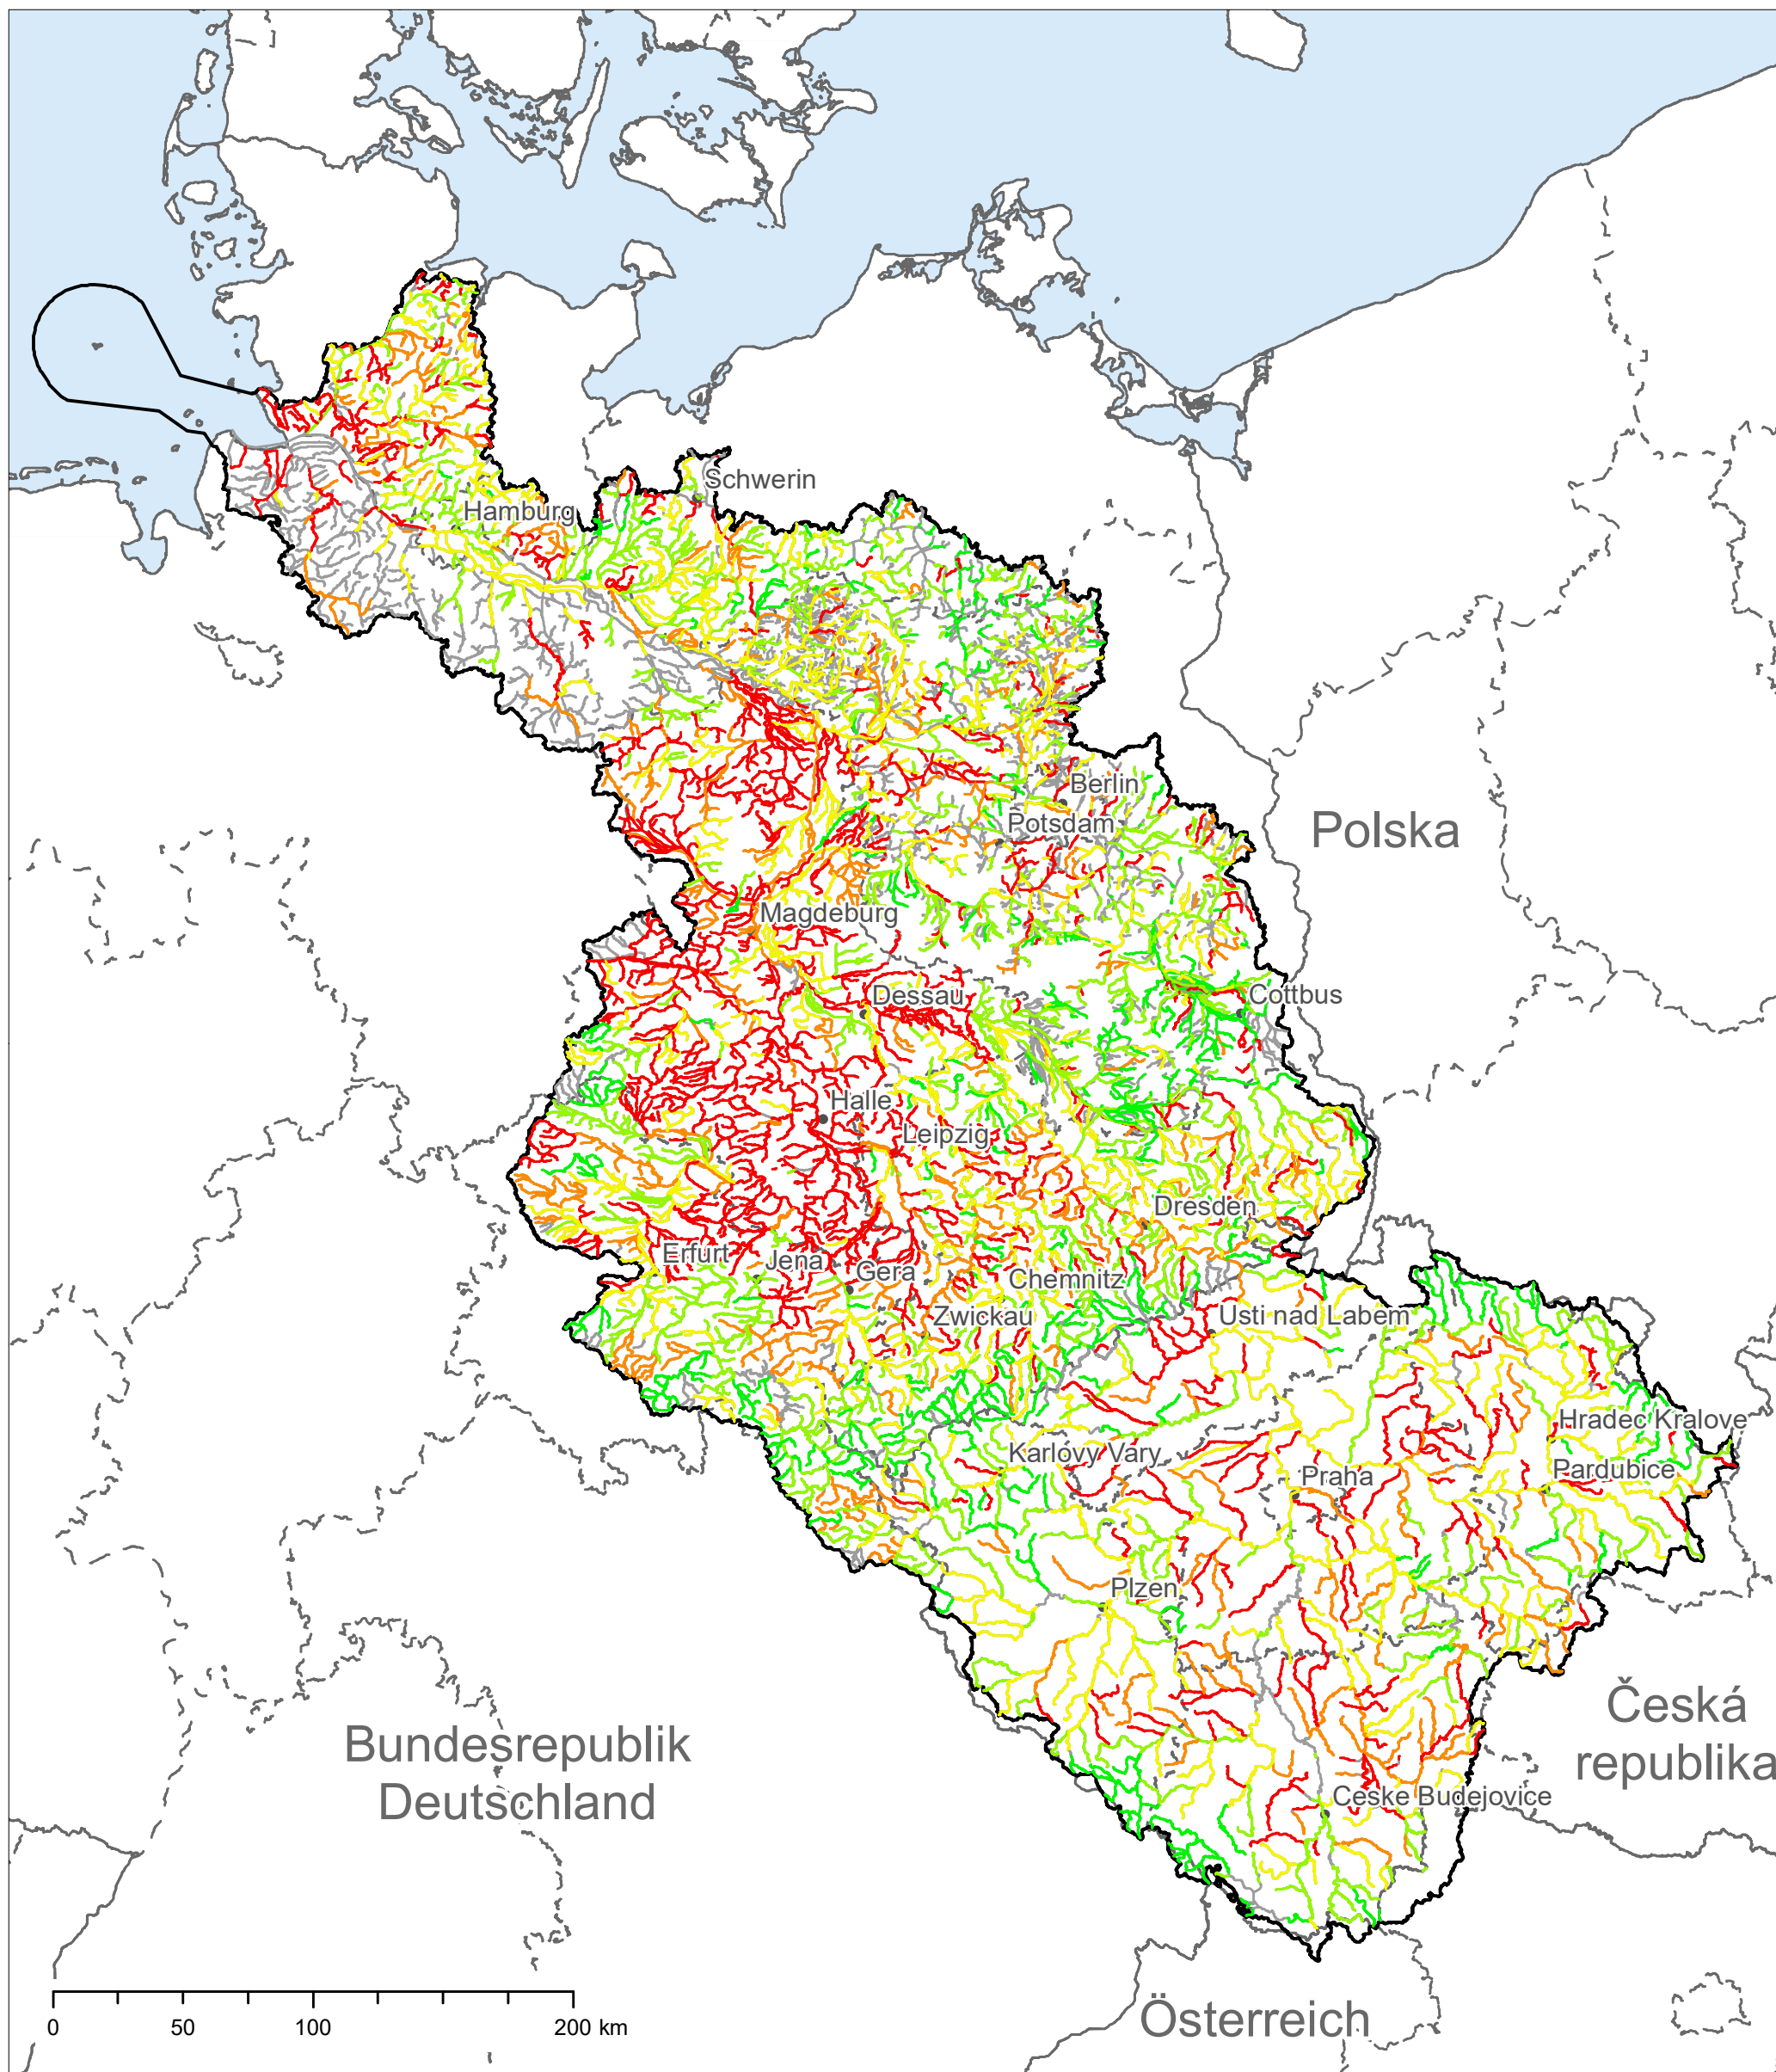 Schwerin
Hamburg
Berlin
Potsdam
Polska
Magdeburg
Dessau
Cottbus
Halle
Leipzig
Dresden
Erfurt
Jena
Gera
Chemnitz
Zwickau
Usti nad Labem
Hradec Kralove
Karlovy Vary
Praha
Pardubice
Plzen
Česká
republika
Bundesrepublik
Deutschland
Ceske Budejovice
Österreich
0 50 100 200 km